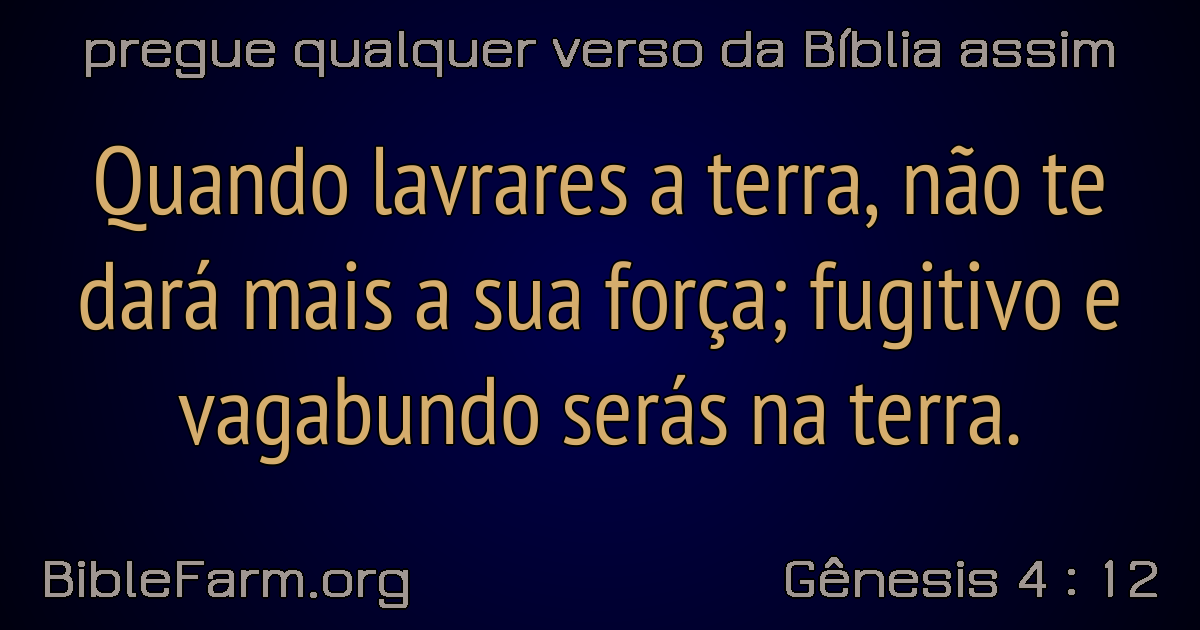 pregue qualquer verso da Bíblia assim
Quando lavrares a terra, não te
dará mais a sua força; fugitivo e
vagabundo serás na terra.
BibleFarm.org
Gênesis 4 : 12